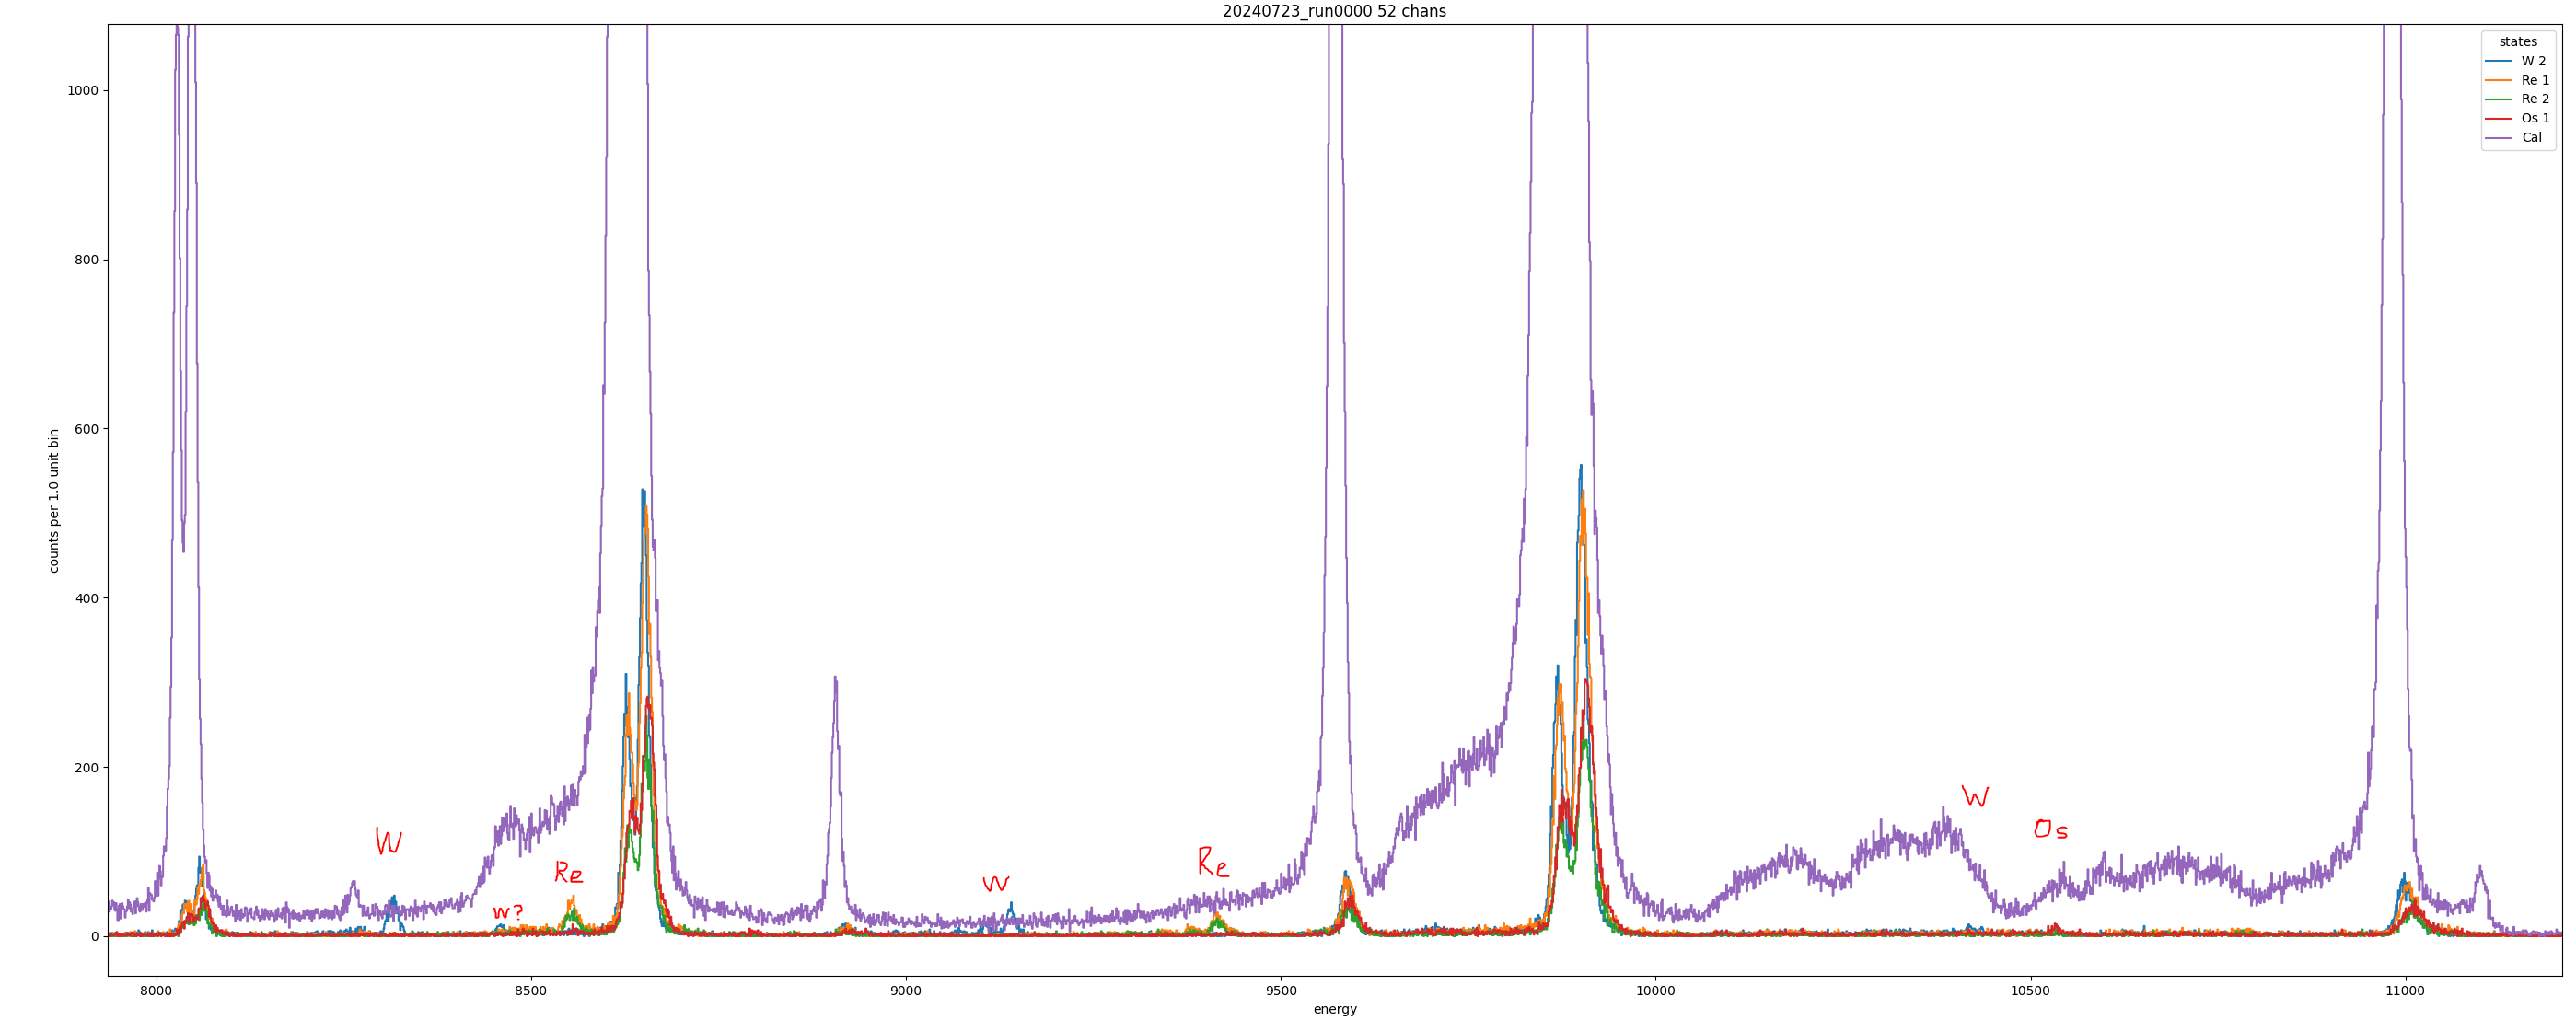 20240723_run0000 52 chans
states
W 2
Re 1
Re 2
Os 1
Cal
counts per 1.0 unit bin
1000
800
600
400
200
0
W
Re
w?
W
Re
W
Os
8000
8500
9000
9500
10000
10500
11000
energy